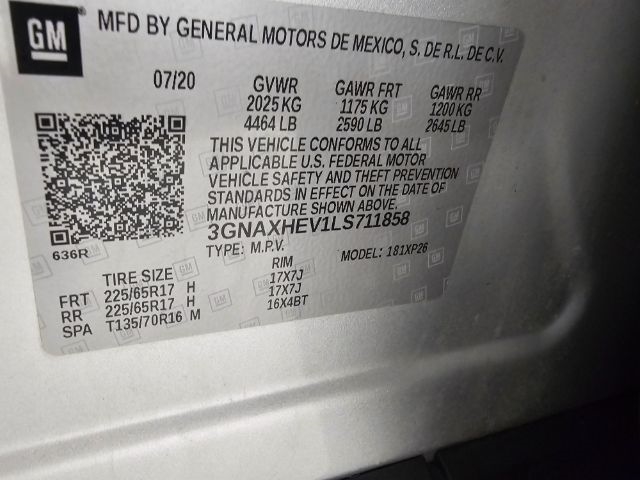 GM
MFD BY GENERAL MOTORS DE MEXICO, S. DE R.L. DE C.V.
07/20 GVWR GAWR FRT GAWR RR
2025 KG 1175 KG 1200 KG
4464 LB 2590 LB 2645 LB
THIS VEHICLE CONFORMS TO ALL
APPLICABLE U.S. FEDERAL MOTOR
VEHICLE SAFETY AND THEFT PREVENTION
STANDARDS IN EFFECT ON THE DATE OF
MANUFACTURE SHOWN ABOVE.
3GNAXHEV1LS711858
636R TYPE: M.P.V. MODEL: 181XP26
TIRE SIZE RIM
FRT 225/65R17 H 17X7J
RR 225/65R17 H 17X7J
SPA T135/70R16 M 16X4BT